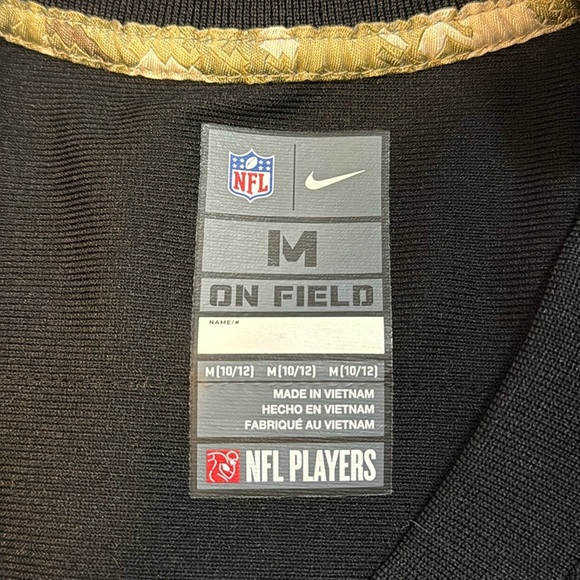 NFL
M
ON FIELD
NAME/#
M(10/12) M(10/12) M(10/12)
MADE IN VIETNAM
HECHO EN VIETNAM
FABRIQUÉ AU VIETNAM
NFL PLAYERS